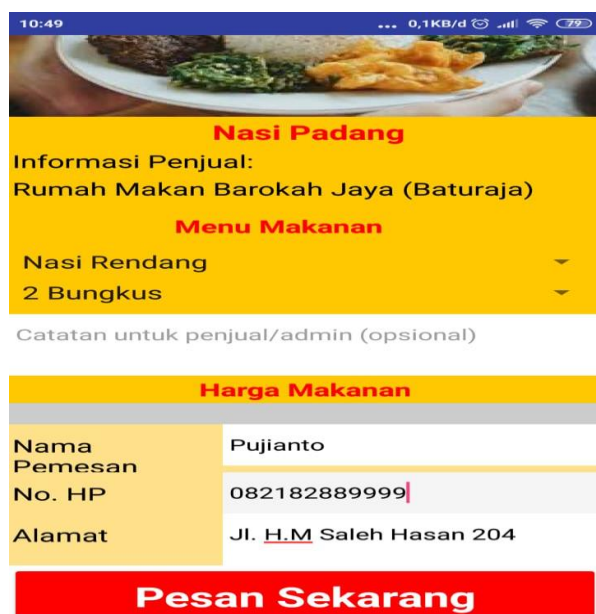 10:49 ... 0,1KB/d 79
Nasi Padang
Informasi Penjual:
Rumah Makan Barokah Jaya (Baturaja)
Menu Makanan
Nasi Rendang
2 Bungkus
Catatan untuk penjual/admin (opsional)
Harga Makanan
Nama Pemesan Pujianto
No. HP 082182889999
Alamat Jl. H.M Saleh Hasan 204
Pesan Sekarang